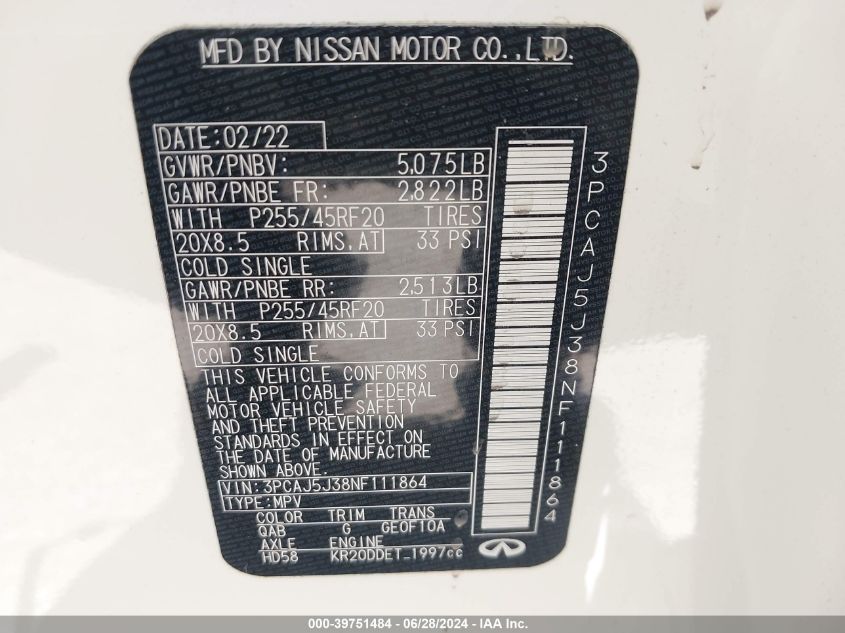 MFD BY NISSAN MOTOR CO.,LTD.
DATE:02/22
GVWR/PNBV: 5,075LB
GAWR/PNBE FR: 2,822LB
WITH P255/45RF20 TIRES
20X8.5 RIMS,AT 33 PSI
COLD SINGLE
GAWR/PNBE RR: 2,513LB
WITH P255/45RF20 TIRES
20X8.5 RIMS,AT 33 PSI
COLD SINGLE
THIS VEHICLE CONFORMS TO
ALL APPLICABLE FEDERAL
MOTOR VEHICLE SAFETY
AND THEFT PREVENTION
STANDARDS IN EFFECT ON
THE DATE OF MANUFACTURE
SHOWN ABOVE.
VIN:3PCAJ5J38NF111864
TYPE:MPV
COLOR TRIM TRANS
QAB G GE0F10A
AXLE ENGINE
HD58 KR20DDET 1997cc
3PCAJ5J38NF111864
000-39751484 - 06/28/2024 - IAA Inc.